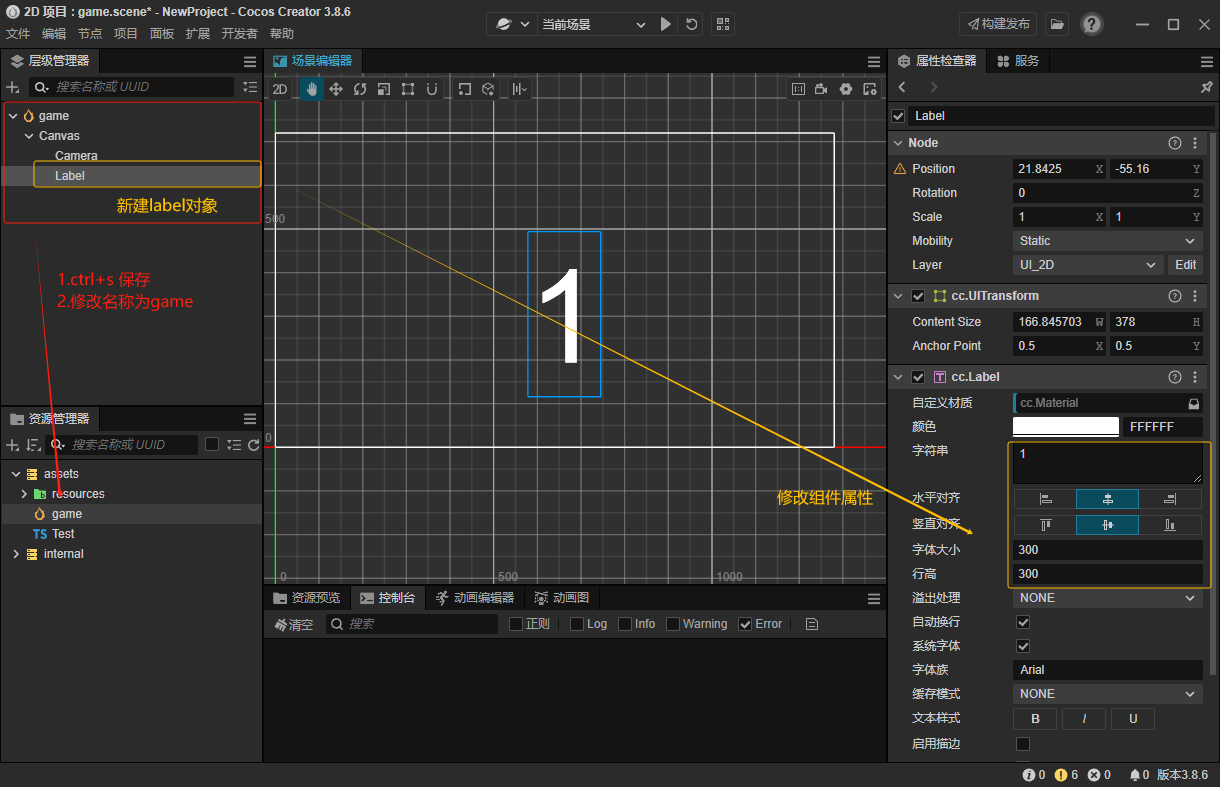 2D 项目 : game.scene* - NewProject - Cocos Creator 3.8.6
文件 编辑 节点 项目 面板 扩展 开发者 帮助
当前场景
构建发布
层级管理器
搜索名称或 UUID
game
Canvas
Camera
Label
新建label对象
1.ctrl+s 保存
2.修改名称为game
资源管理器
搜索名称或 UUID
assets
resources
game
TS Test
internal
场景编辑器
2D
500
0
0
500
1000
1
修改组件属性
资源预览 控制台 动画编辑器 动画图
清空 搜索 正则 Log Info Warning Error
属性检查器 服务
Label
Node
Position 21.8425 X -55.16 Y
Rotation 0 Z
Scale 1 X 1 Y
Mobility Static
Layer UI_2D Edit
cc.UITransform
Content Size 166.845703 W 378 H
Anchor Point 0.5 X 0.5 Y
T cc.Label
自定义材质 cc.Material
颜色 FFFFFF
字符串 1
水平对齐
竖直对齐
字体大小 300
行高 300
溢出处理 NONE
自动换行
系统字体
字体族 Arial
缓存模式 NONE
文本样式 B I U
启用描边
0 6 0 0 版本3.8.6